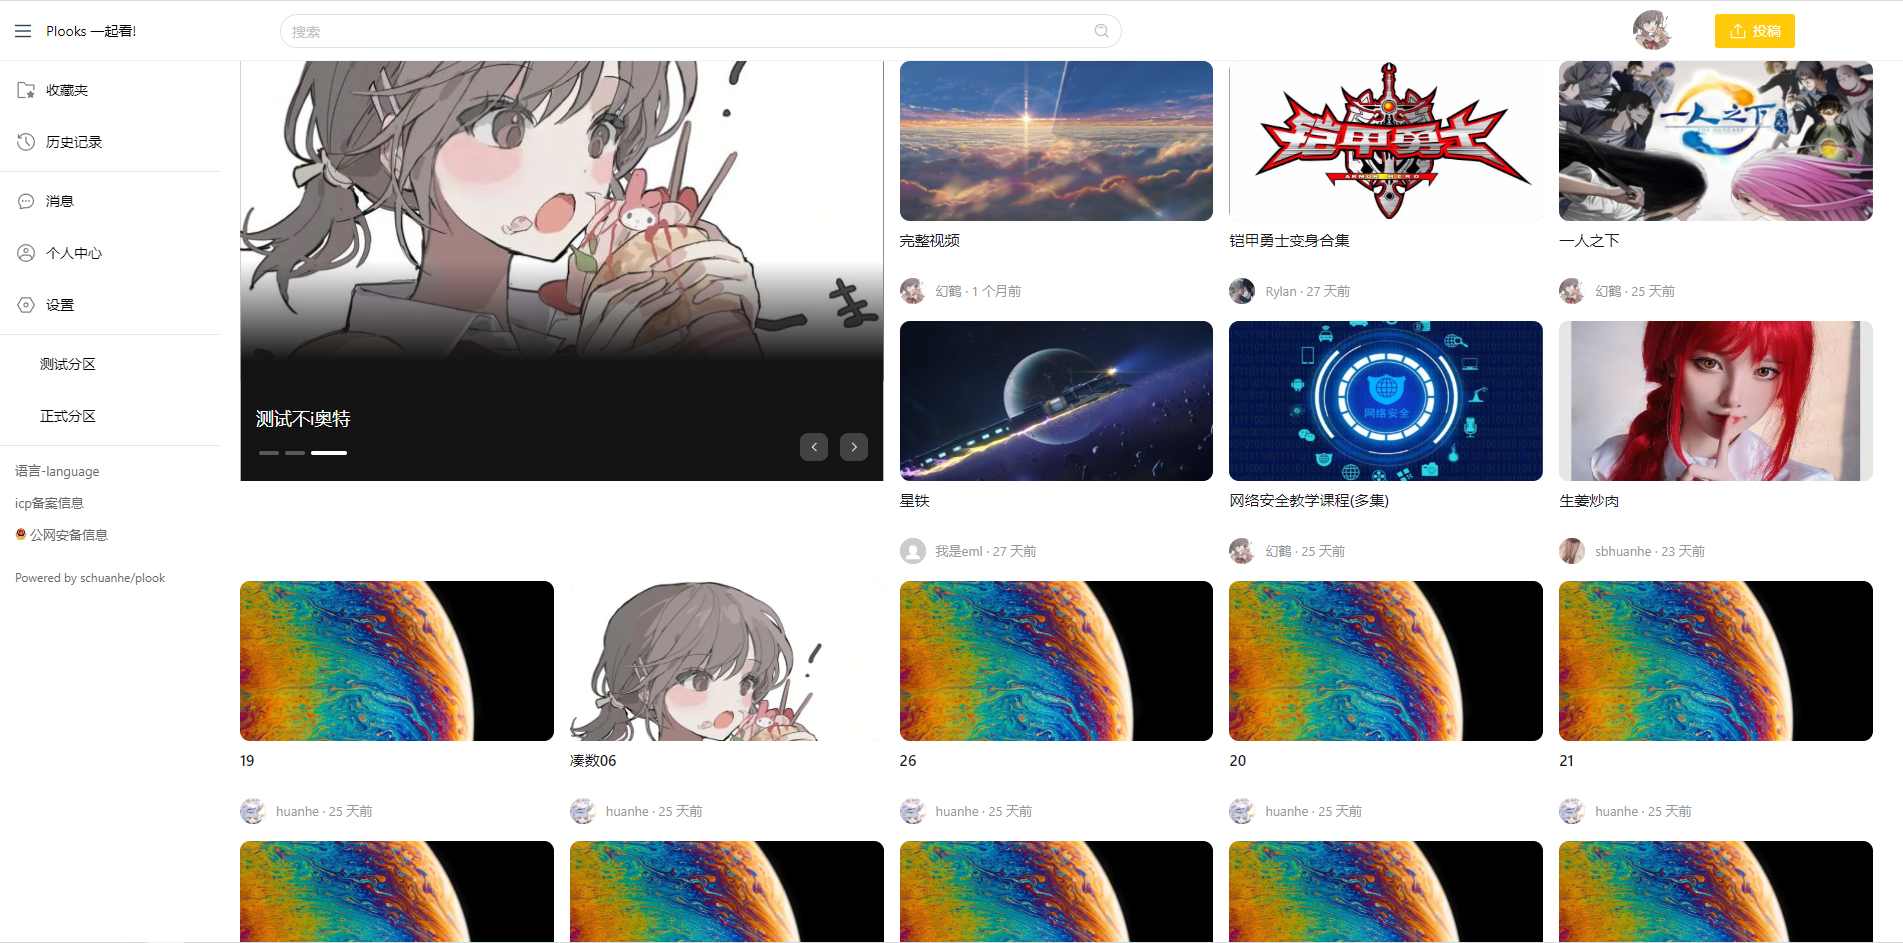 Plooks 一起看!
搜索
投稿
收藏夹
历史记录
消息
个人中心
设置
测试分区
正式分区
语言-language
icp备案信息
公网安备信息
Powered by schuanhe/plook
测试不i奥特
完整视频
幻鹤 · 1 个月前
铠甲勇士
ARMOR HERO
铠甲勇士变身合集
Rylan · 27 天前
一人之下
THE OUTCAST
一人之下
幻鹤 · 25 天前
星铁
我是eml · 27 天前
网络安全
网络安全教学课程(多集)
幻鹤 · 25 天前
生姜炒肉
sbhuanhe · 23 天前
19
huanhe · 25 天前
凑数06
huanhe · 25 天前
26
huanhe · 25 天前
20
huanhe · 25 天前
21
huanhe · 25 天前